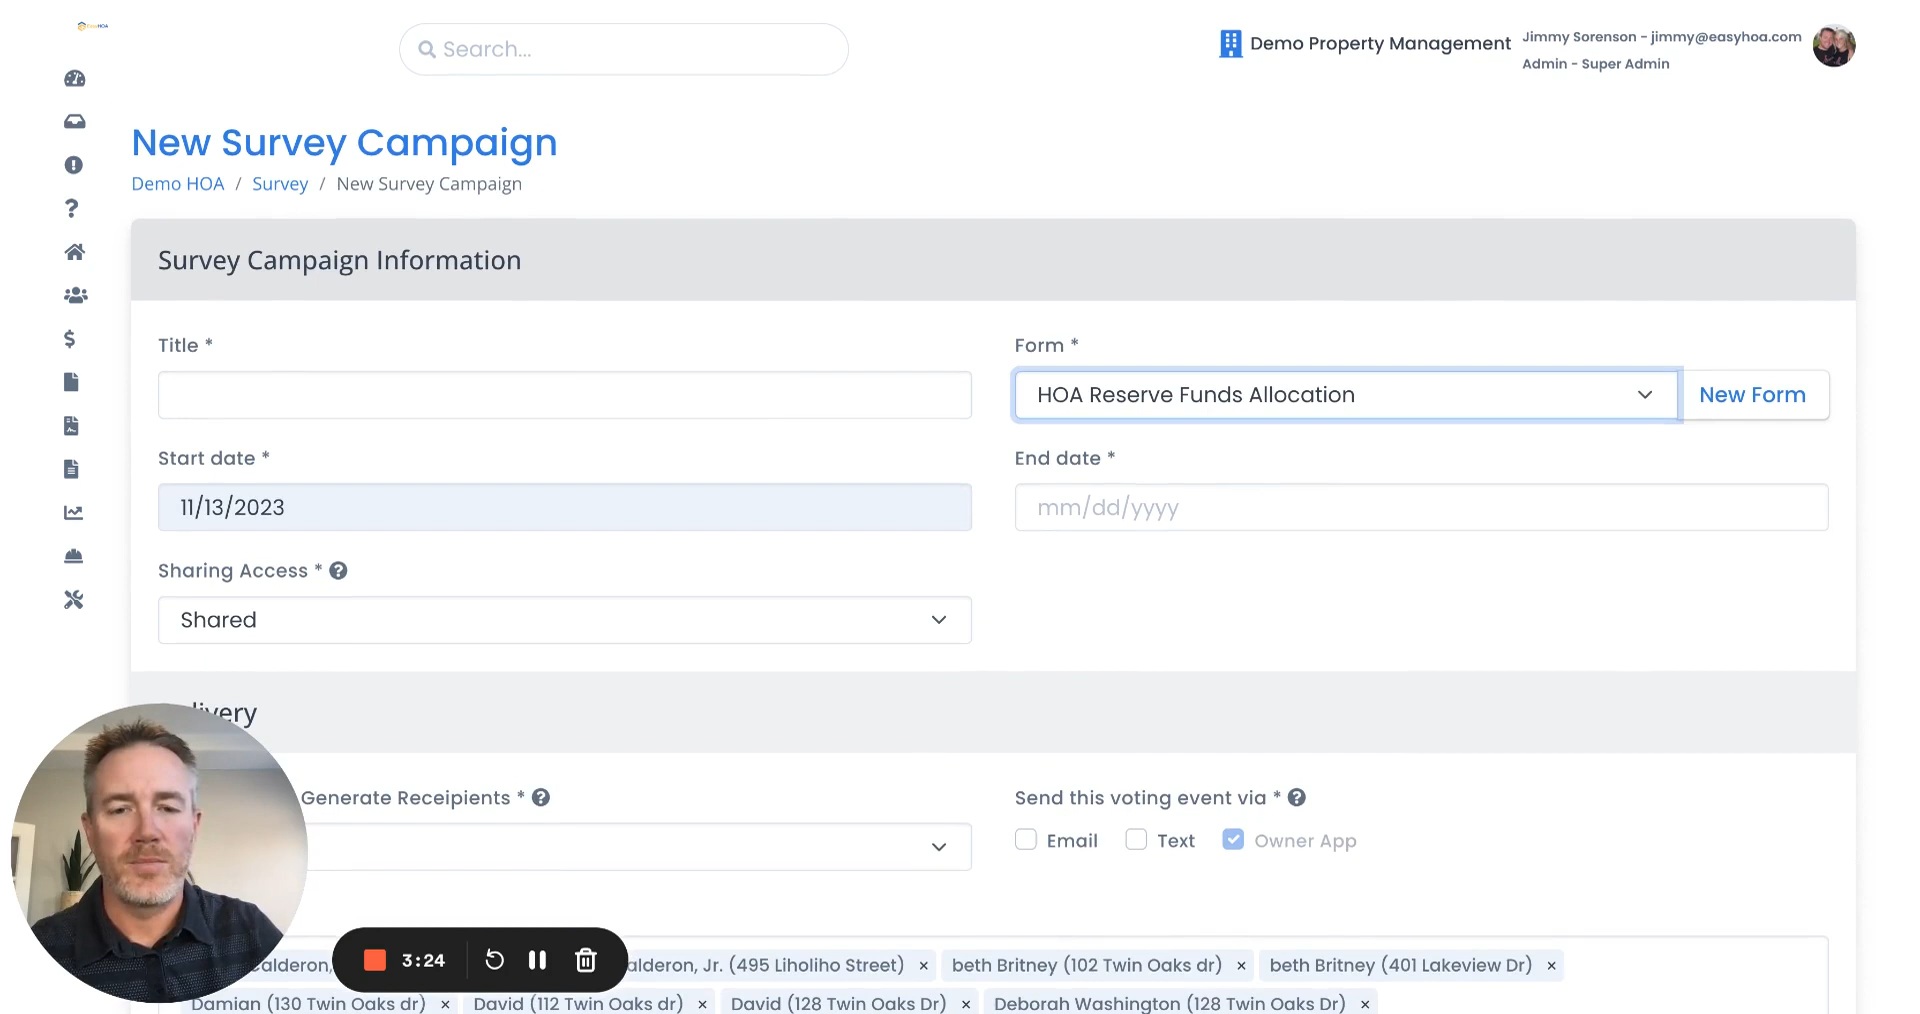 EasyHOA
Search...
Demo Property Management
Jimmy Sorenson - jimmy@easyhoa.com
Admin - Super Admin
New Survey Campaign
Demo HOA / Survey / New Survey Campaign
Survey Campaign Information
Title *
Form *
HOA Reserve Funds Allocation
New Form
Start date *
End date *
11/13/2023
mm/dd/yyyy
Sharing Access *
Shared
livery
Generate Receipients *
Send this voting event via *
Email
Text
Owner App
3:24
alderon,
alderon, Jr. (495 Liholiho Street) ×
beth Britney (102 Twin Oaks dr) ×
beth Britney (401 Lakeview Dr) ×
Damian (130 Twin Oaks dr) ×
David (112 Twin Oaks dr) ×
David (128 Twin Oaks Dr) ×
Deborah Washington (128 Twin Oaks Dr) ×